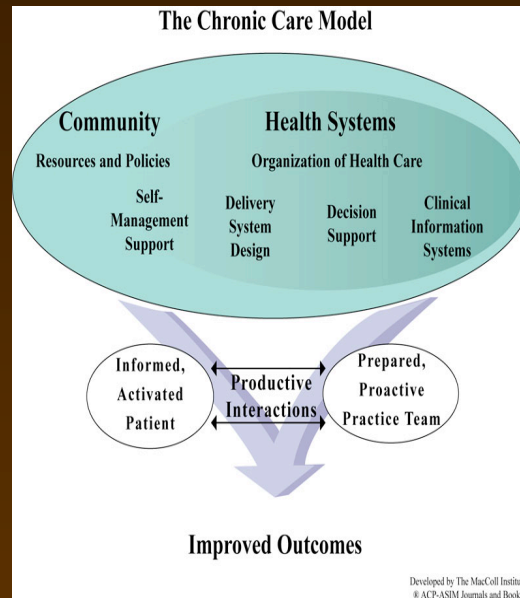 The Chronic Care Model
Community
Resources and Policies
Health Systems
Organization of Health Care
Self-
Management
Support
Delivery
System
Design
Decision
Support
Clinical
Information
Systems
Informed,
Activated
Patient
Productive
Interactions
Prepared,
Proactive
Practice Team
Improved Outcomes
Developed by The MacColl Institu
® ACP-ASIM Journals and Book